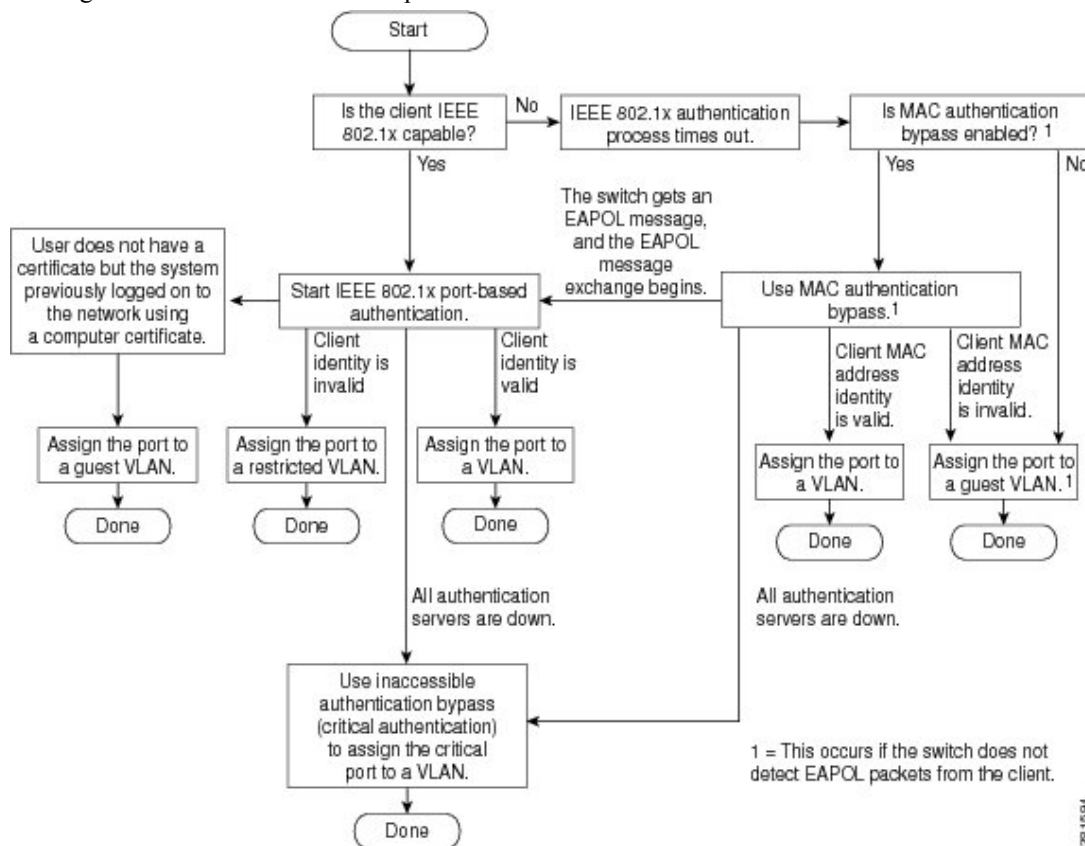 Start
Is the client IEEE
802.1x capable?
No
IEEE 802.1x authentication
process times out.
Is MAC authentication
bypass enabled? 1
Yes
Yes
No
The switch gets an
EAPOL message,
and the EAPOL
message
exchange begins.
User does not have a
certificate but the system
previously logged on to
the network using
a computer certificate.
Start IEEE 802.1x port-based
authentication.
Use MAC authentication
bypass.1
Client
identity is
invalid
Client
identity is
valid
Client MAC
address
identity
is valid.
Client MAC
address
identity
is invalid.
Assign the port to
a guest VLAN.
Assign the port to
a restricted VLAN.
Assign the port to
a VLAN.
Assign the port to
a VLAN.
Assign the port to
a guest VLAN.1
Done
Done
Done
Done
Done
All authentication
servers are down.
All authentication
servers are down.
Use inaccessible
authentication bypass
(critical authentication)
to assign the critical
port to a VLAN.
1 = This occurs if the switch does not
detect EAPOL packets from the client.
Done